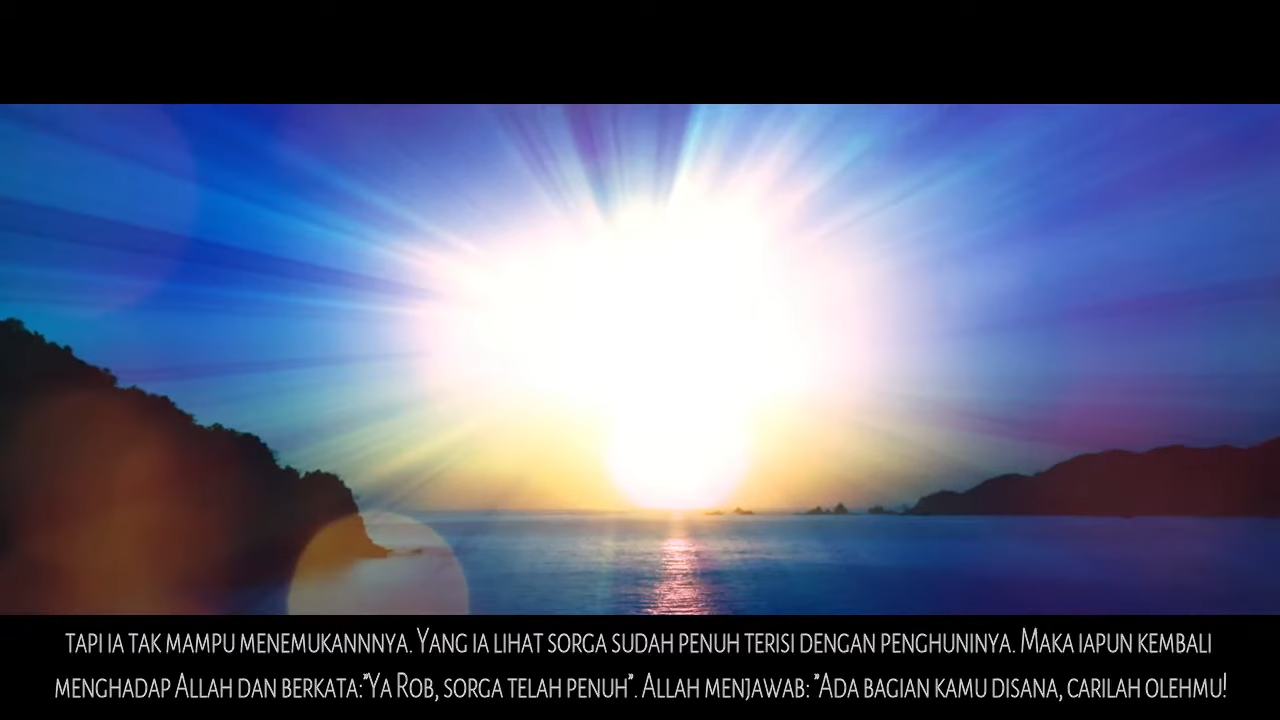 tapi ia tak mampu menemukannnya. Yang ia lihat sorga sudah penuh terisi dengan penghuninya. Maka iapun kembali
menghadap Allah dan berkata:"Ya Rob, sorga telah penuh". Allah menjawab: "Ada bagian kamu disana, carilah olehmu!